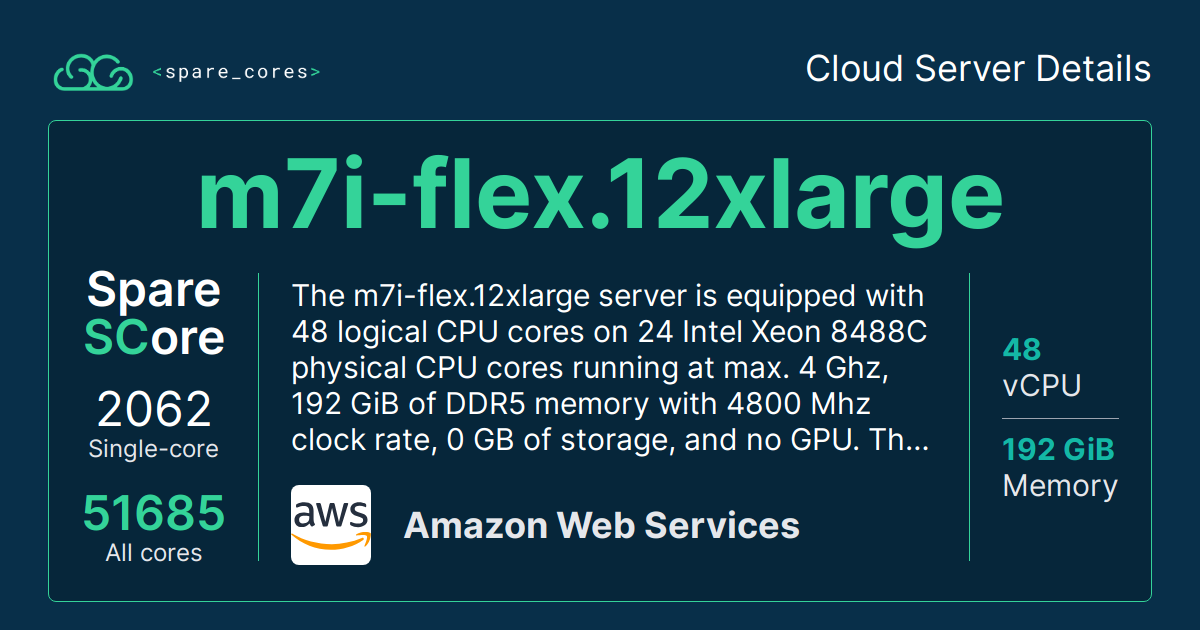 <spare_cores>
Cloud Server Details
m7i-flex.12xlarge
Spare
SCore
2062
Single-core
51685
All cores
The m7i-flex.12xlarge server is equipped with
48 logical CPU cores on 24 Intel Xeon 8488C
physical CPU cores running at max. 4 Ghz,
192 GiB of DDR5 memory with 4800 Mhz
clock rate, 0 GB of storage, and no GPU. Th...
aws
Amazon Web Services
48
vCPU
192 GiB
Memory